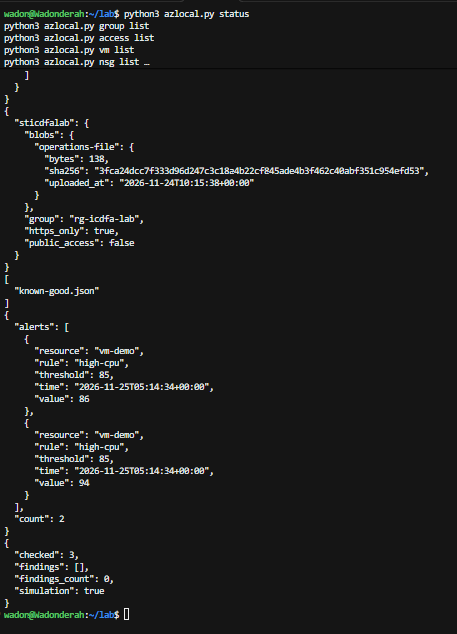 wadon@Wadonderah:~/lab$ python3 azlocal.py status
python3 azlocal.py group list
python3 azlocal.py access list
python3 azlocal.py vm list
python3 azlocal.py nsg list …
    ]
  }
}
{
  "sticdfalab": {
    "blobs": {
      "operations-file": {
        "bytes": 138,
        "sha256": "3fca24dcc7f333d96d247c3c18a4b22cf845ade4b3f462c40abf351c954efd53",
        "uploaded_at": "2026-11-24T10:15:38+00:00"
      }
    },
    "group": "rg-icdfa-lab",
    "https_only": true,
    "public_access": false
  }
}
[
  "known-good.json"
]
{
  "alerts": [
    {
      "resource": "vm-demo",
      "rule": "high-cpu",
      "threshold": 85,
      "time": "2026-11-25T05:14:34+00:00",
      "value": 86
    },
    {
      "resource": "vm-demo",
      "rule": "high-cpu",
      "threshold": 85,
      "time": "2026-11-25T05:14:34+00:00",
      "value": 94
    }
  ],
  "count": 2
}
{
  "checked": 3,
  "findings": [],
  "findings_count": 0,
  "simulation": true
}
wadon@Wadonderah:~/lab$